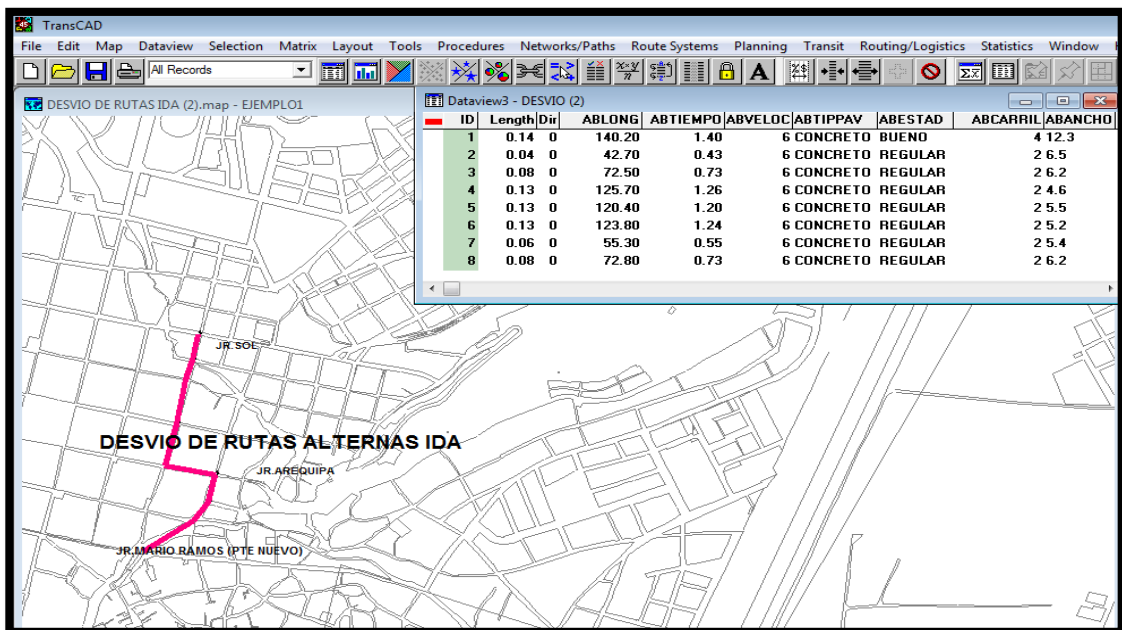 TransCAD
File Edit Map Dataview Selection Matrix Layout Tools Procedures Networks/Paths Route Systems Planning Transit Routing/Logistics Statistics Window
All Records
DESVIO DE RUTAS IDA (2).map - EJEMPLO1
Dataview3 - DESVIO (2)
ID Length Dir ABLONG ABTIEMPO ABVELOC ABTIPPAV ABESTAD ABCARRIL ABANCHO
1 0.14 0 140.20 1.40 6 CONCRETO BUENO 4 12.3
2 0.04 0 42.70 0.43 6 CONCRETO REGULAR 2 6.5
3 0.08 0 72.50 0.73 6 CONCRETO REGULAR 2 6.2
4 0.13 0 125.70 1.26 6 CONCRETO REGULAR 2 4.6
5 0.13 0 120.40 1.20 6 CONCRETO REGULAR 2 5.5
6 0.13 0 123.80 1.24 6 CONCRETO REGULAR 2 5.2
7 0.06 0 55.30 0.55 6 CONCRETO REGULAR 2 5.4
8 0.08 0 72.80 0.73 6 CONCRETO REGULAR 2 6.2
JR.SOL
DESVIO DE RUTAS ALTERNAS IDA
JR.AREQUIPA
JR.MARIO RAMOS (PTE NUEVO)